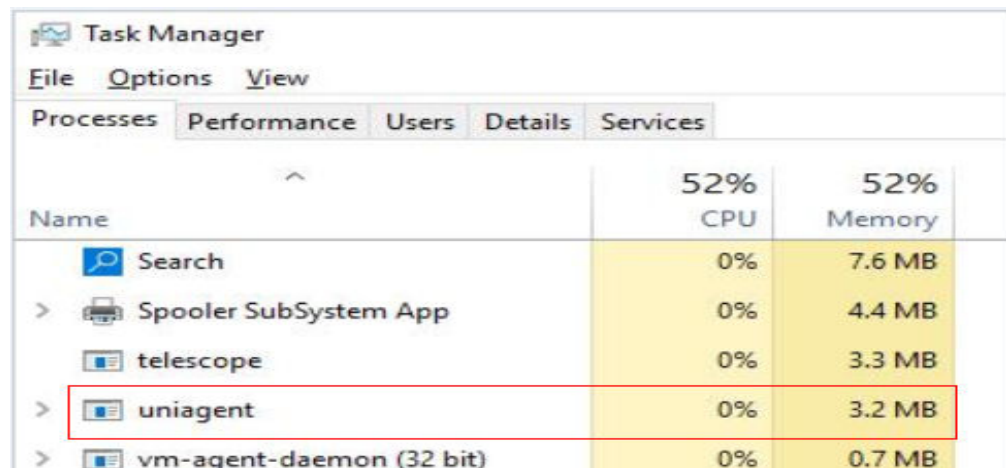 Task Manager
File Options View
Processes Performance Users Details Services
52% 52%
Name CPU Memory
Search 0% 7.6 MB
Spooler SubSystem App 0% 4.4 MB
telescope 0% 3.3 MB
uniagent 0% 3.2 MB
vm-agent-daemon (32 bit) 0% 0.7 MB